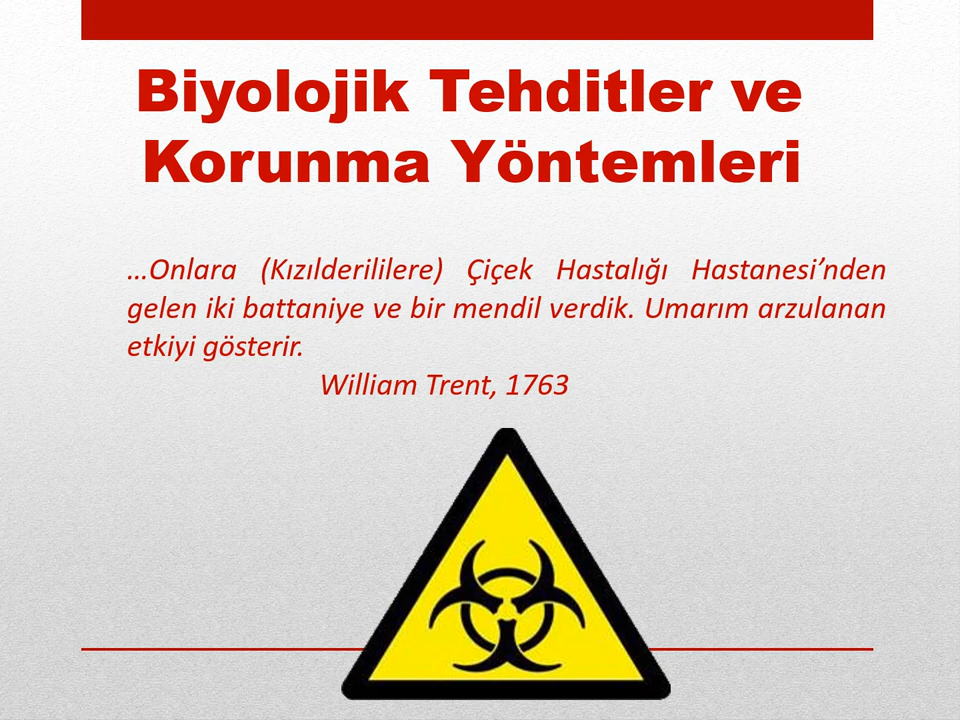 Biyolojik Tehditler ve
Korunma Yöntemleri
…Onlara (Kızılderililere) Çiçek Hastalığı Hastanesi’nden
gelen iki battaniye ve bir mendil verdik. Umarım arzulanan
etkiyi gösterir.
William Trent, 1763